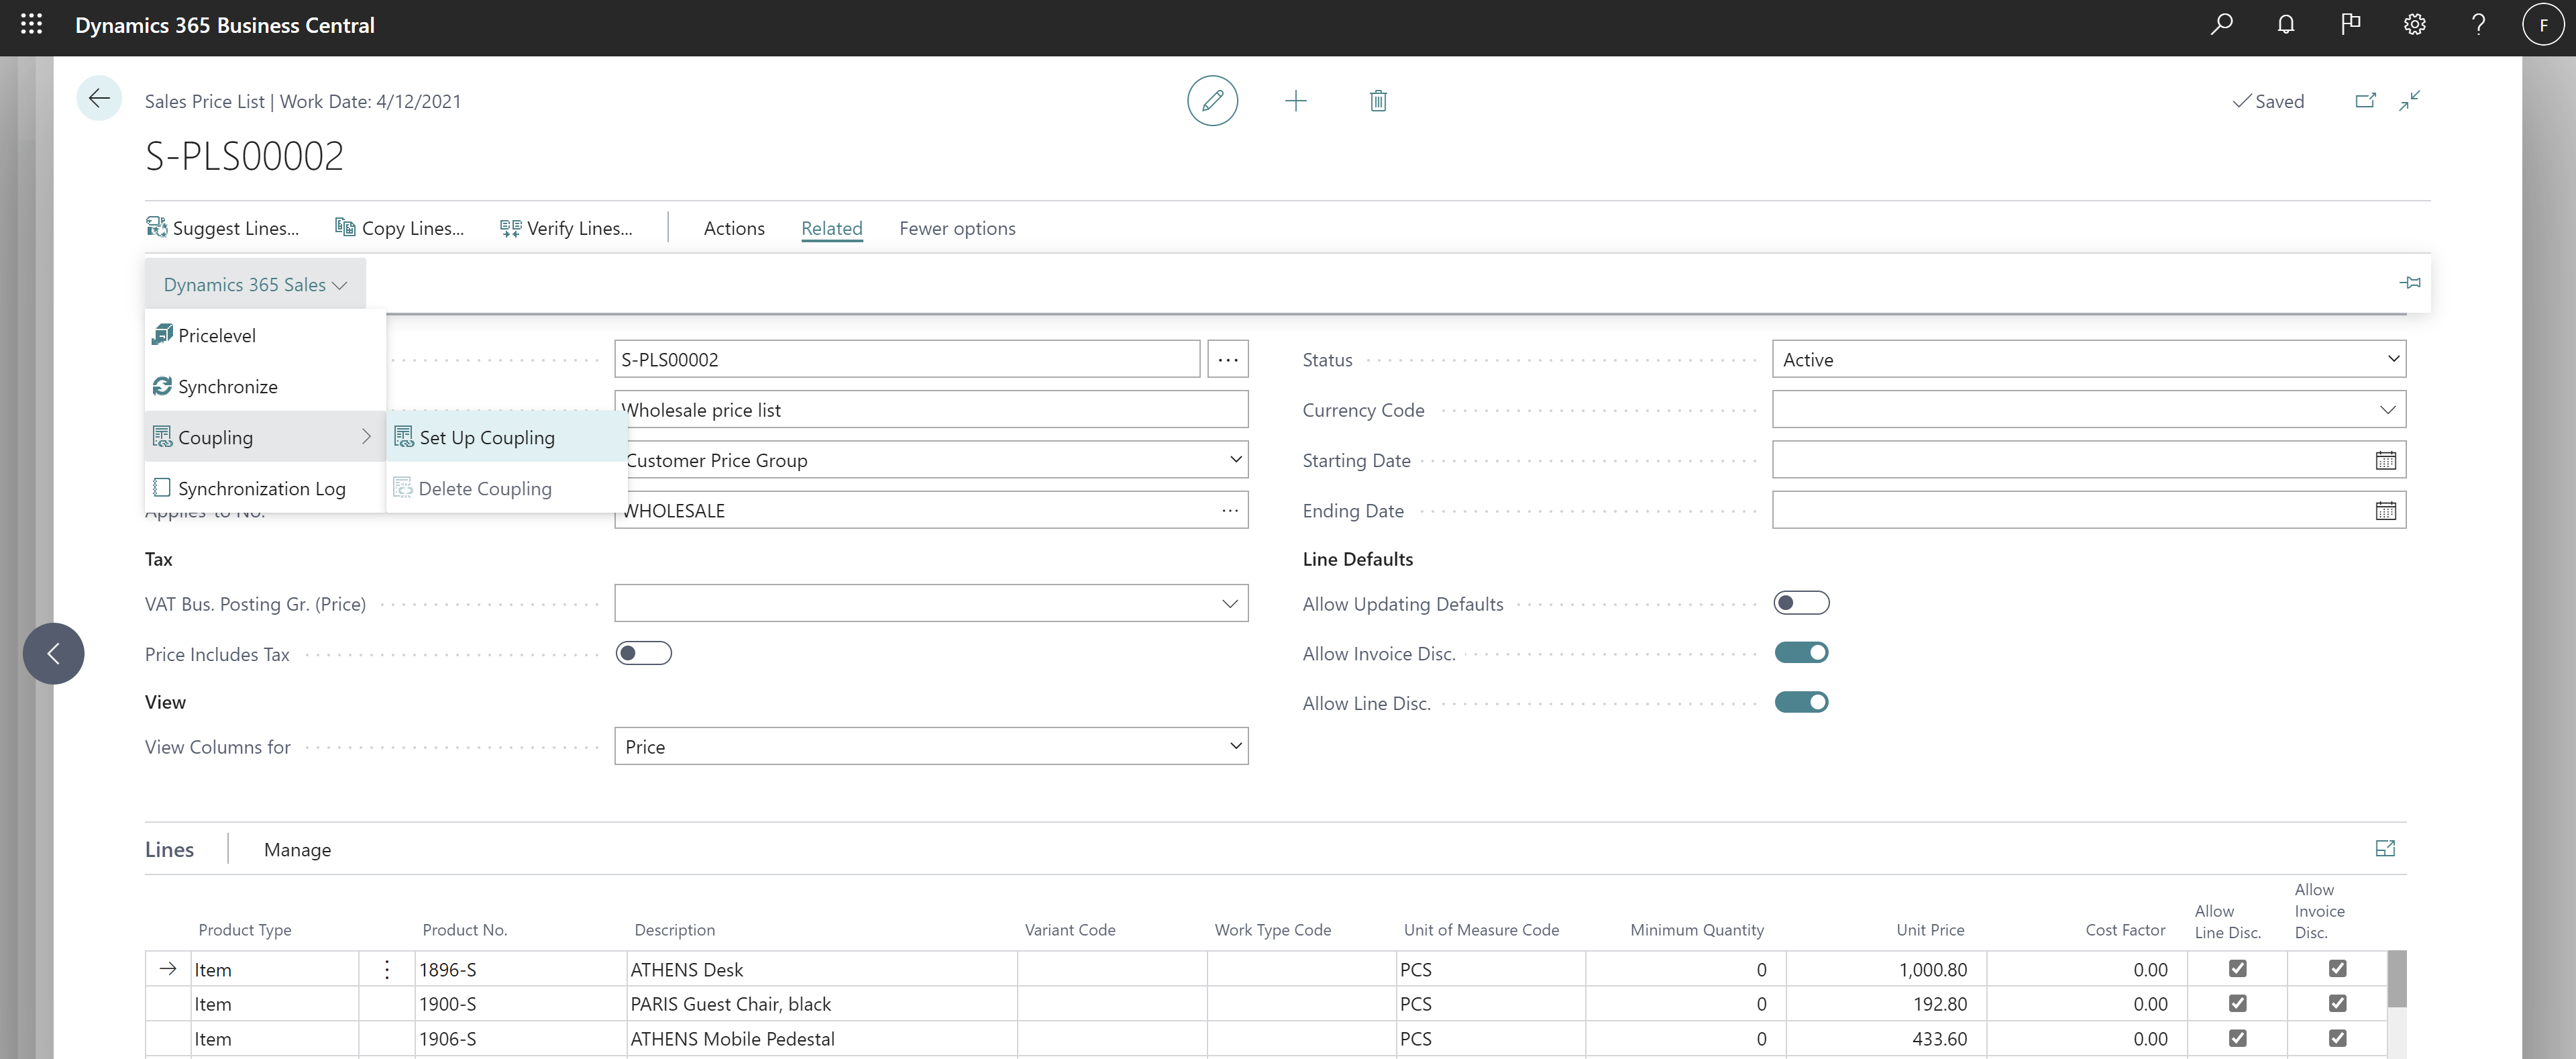 Dynamics 365 Business Central
F
Sales Price List | Work Date: 4/12/2021
Saved
S-PLS00002
Suggest Lines... Copy Lines... Verify Lines... Actions Related Fewer options
Dynamics 365 Sales
Pricelevel
Synchronize
Coupling
Synchronization Log
Set Up Coupling
Delete Coupling
S-PLS00002
Wholesale price list
Customer Price Group
Applies-to No. WHOLESALE
Tax
VAT Bus. Posting Gr. (Price)
Price Includes Tax
View
View Columns for Price
Status Active
Currency Code
Starting Date
Ending Date
Line Defaults
Allow Updating Defaults
Allow Invoice Disc.
Allow Line Disc.
Lines Manage
Product Type Product No. Description Variant Code Work Type Code Unit of Measure Code Minimum Quantity Unit Price Cost Factor Allow Line Disc. Allow Invoice Disc.
Item 1896-S ATHENS Desk PCS 0 1,000.80 0.00
Item 1900-S PARIS Guest Chair, black PCS 0 192.80 0.00
Item 1906-S ATHENS Mobile Pedestal PCS 0 433.60 0.00